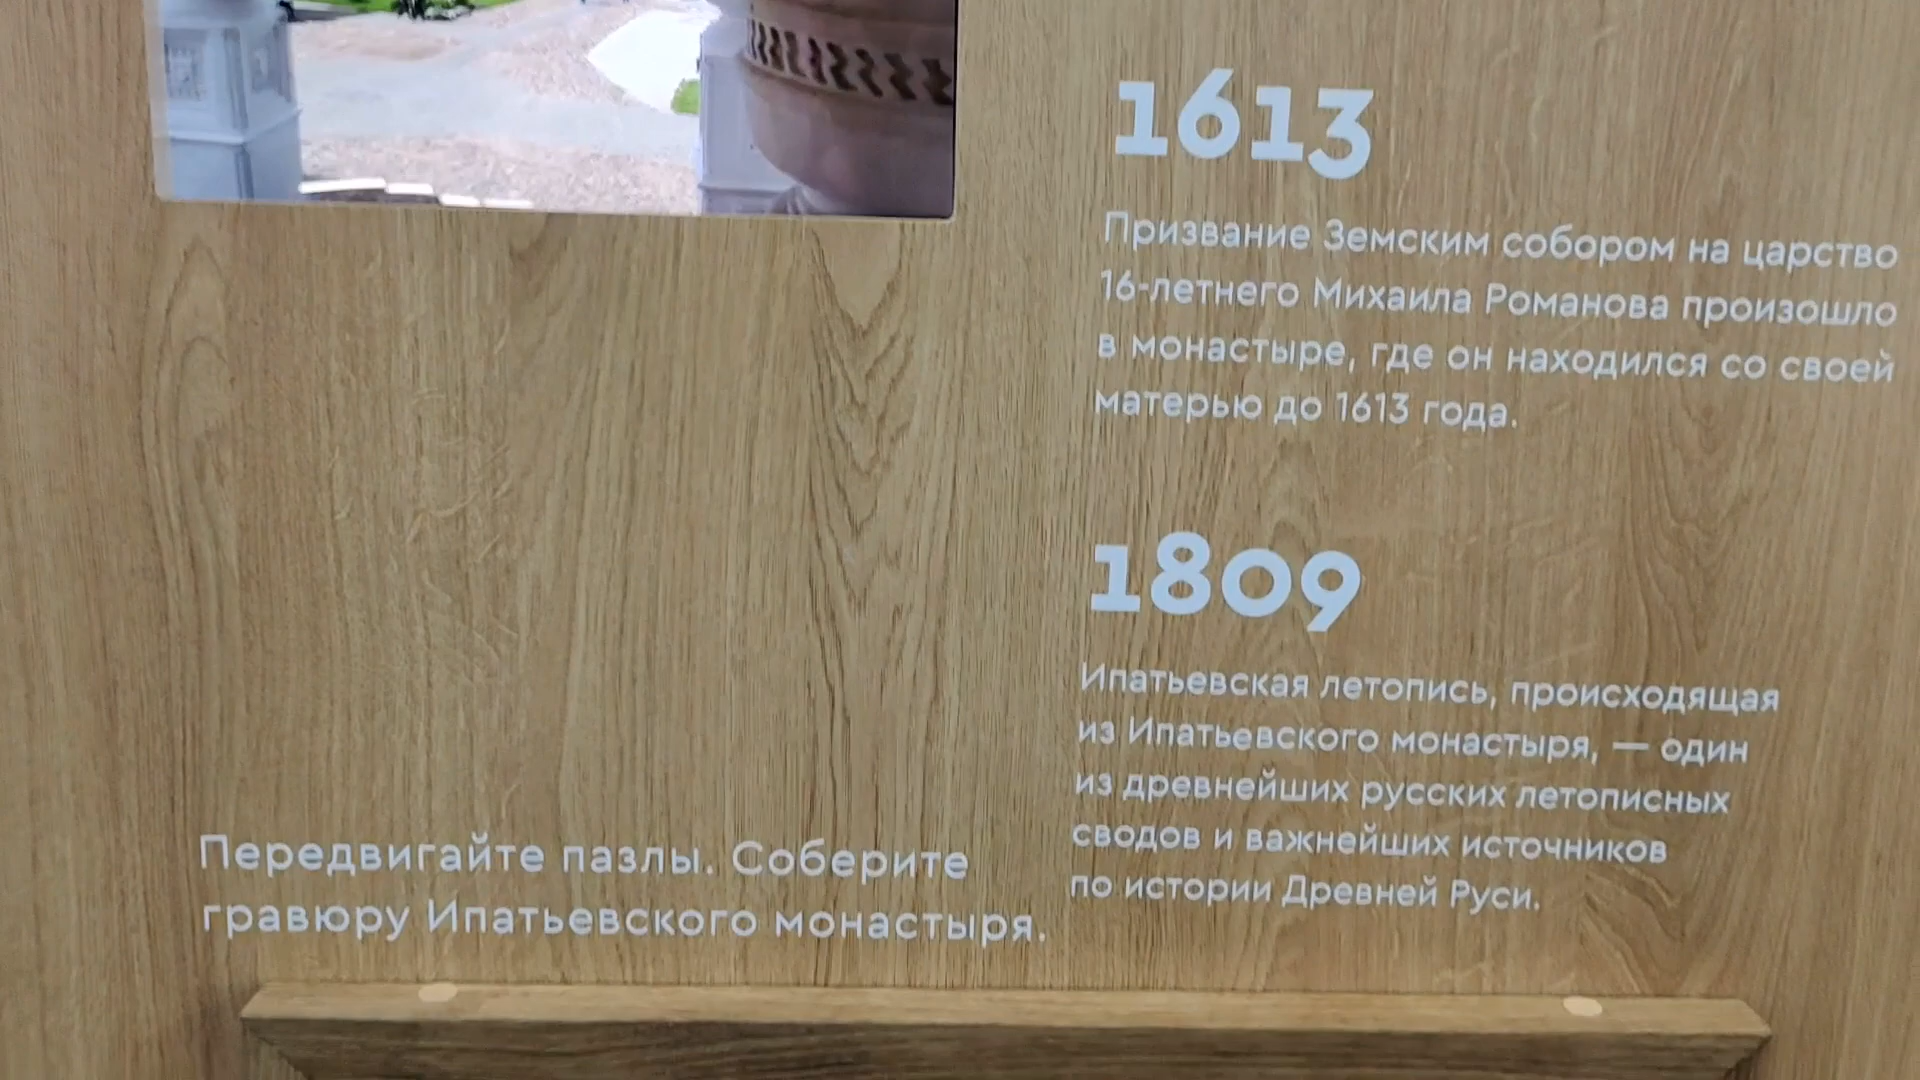 1613
Призвание Земским собором на царство
16-летнего Михаила Романова произошло
в монастыре, где он находился со своей
матерью до 1613 года.
1809
Ипатьевская летопись, происходящая
из Ипатьевского монастыря, — один
из древнейших русских летописных
сводов и важнейших источников
по истории Древней Руси.
Передвигайте пазлы. Соберите
гравюру Ипатьевского монастыря.